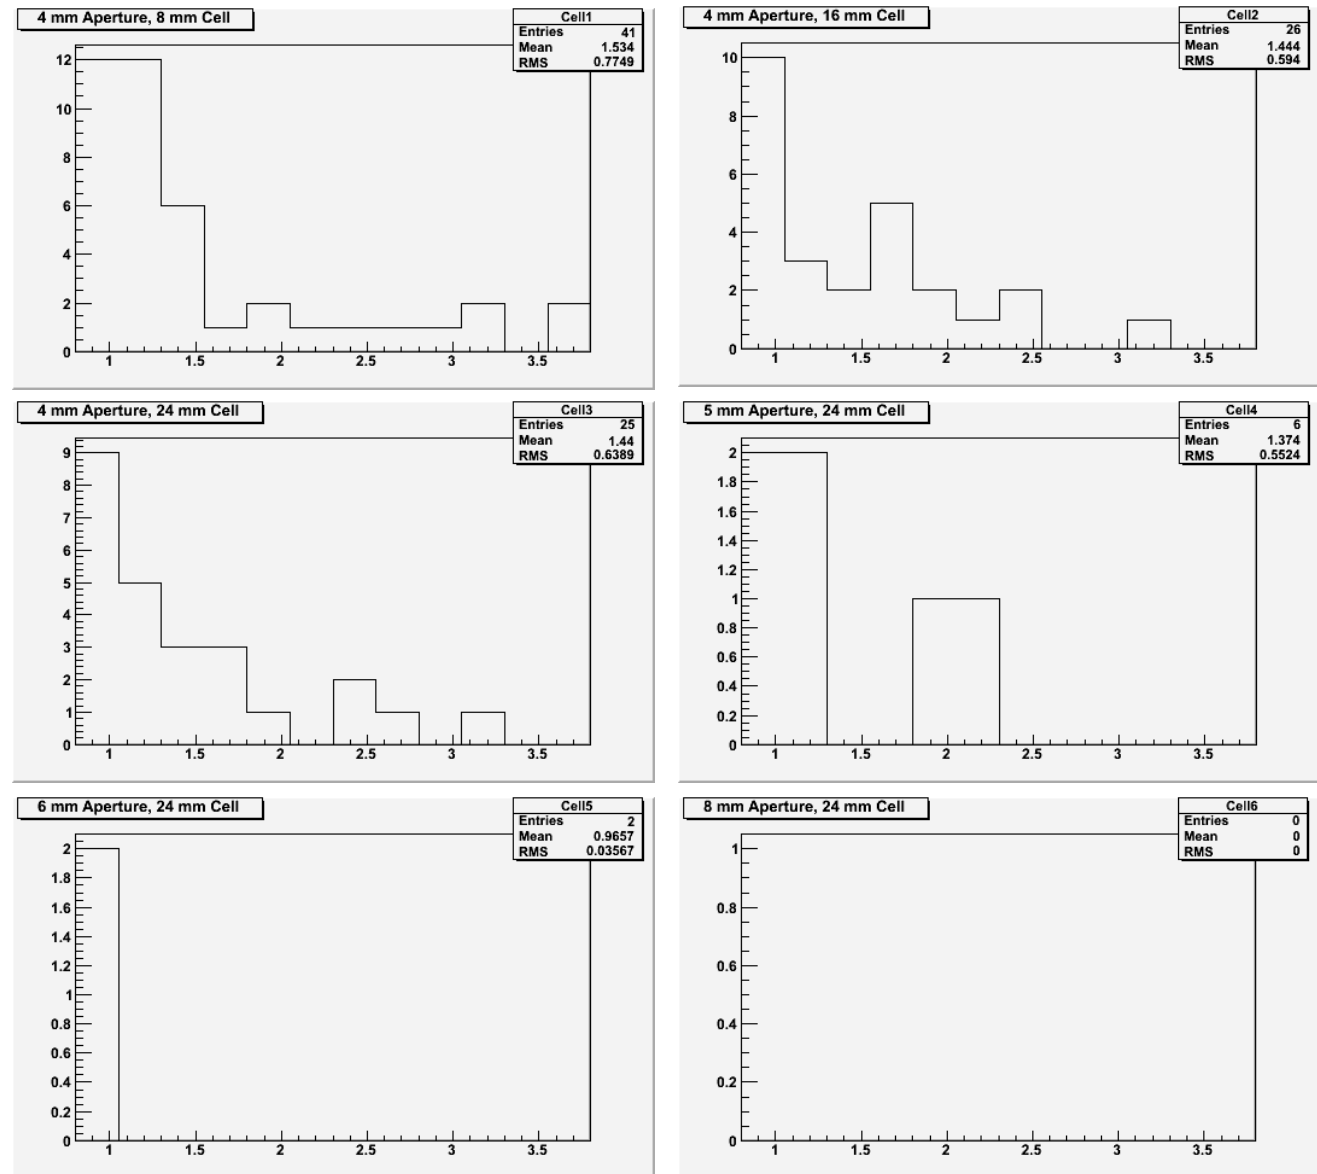 4 mm Aperture, 8 mm Cell
Cell1
Entries 41
Mean 1.534
RMS 0.7749
12
10
8
6
4
2
0
1 1.5 2 2.5 3 3.5
4 mm Aperture, 16 mm Cell
Cell2
Entries 26
Mean 1.444
RMS 0.594
10
8
6
4
2
0
1 1.5 2 2.5 3 3.5
4 mm Aperture, 24 mm Cell
Cell3
Entries 25
Mean 1.44
RMS 0.6389
9
8
7
6
5
4
3
2
1
0
1 1.5 2 2.5 3 3.5
5 mm Aperture, 24 mm Cell
Cell4
Entries 6
Mean 1.374
RMS 0.5524
2
1.8
1.6
1.4
1.2
1
0.8
0.6
0.4
0.2
0
1 1.5 2 2.5 3 3.5
6 mm Aperture, 24 mm Cell
Cell5
Entries 2
Mean 0.9657
RMS 0.03567
2
1.8
1.6
1.4
1.2
1
0.8
0.6
0.4
0.2
0
1 1.5 2 2.5 3 3.5
8 mm Aperture, 24 mm Cell
Cell6
Entries 0
Mean 0
RMS 0
1
0.8
0.6
0.4
0.2
0
1 1.5 2 2.5 3 3.5